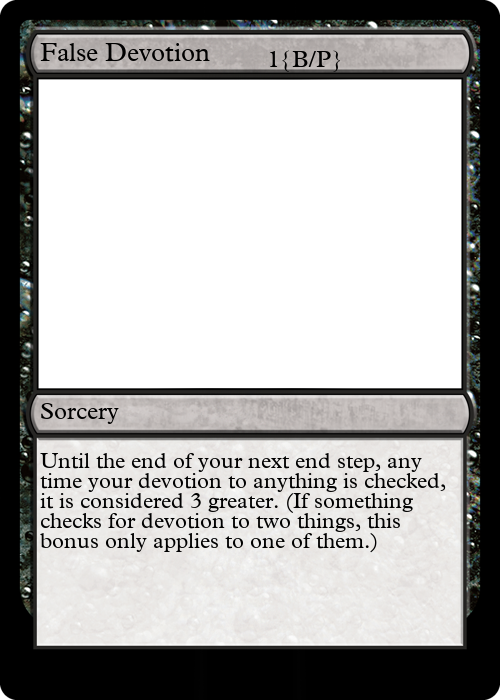 False Devotion 1{B/P}
Sorcery
Until the end of your next end step, any
time your devotion to anything is checked,
it is considered 3 greater. (If something
checks for devotion to two things, this
bonus only applies to one of them.)